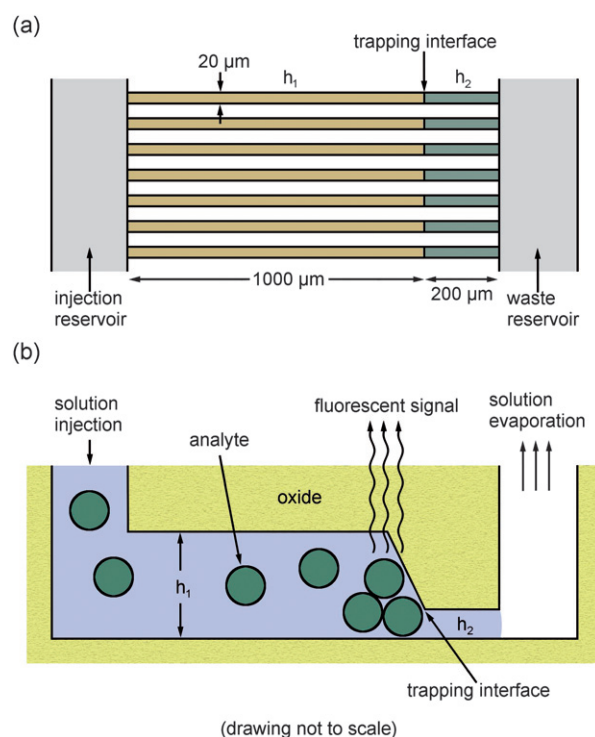 (a)
trapping interface
20 µm
h₁
h₂
1000 µm
200 µm
injection
reservoir
waste
reservoir
(b)
solution
injection
analyte
fluorescent signal
solution
evaporation
oxide
h₁
h₂
trapping interface
(drawing not to scale)